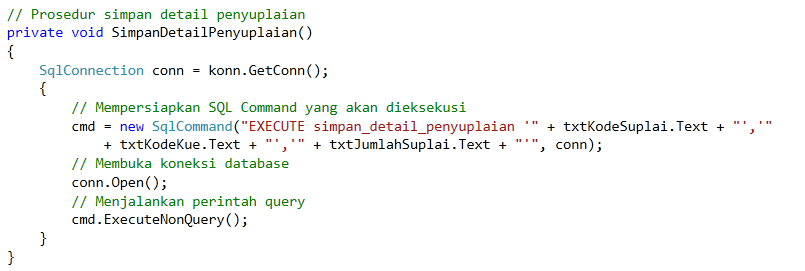 // Prosedur simpan detail penyuplaian
private void SimpanDetailPenyuplaian()
{
    SqlConnection conn = konn.GetConn();
    {
        // Mempersiapkan SQL Command yang akan dieksekusi
        cmd = new SqlCommand("EXECUTE simpan_detail_penyuplaian '" + txtKodeSuplai.Text + "','"
            + txtKodeKue.Text + "','" + txtJumlahSuplai.Text + "'", conn);
        // Membuka koneksi database
        conn.Open();
        // Menjalankan perintah query
        cmd.ExecuteNonQuery();
    }
}